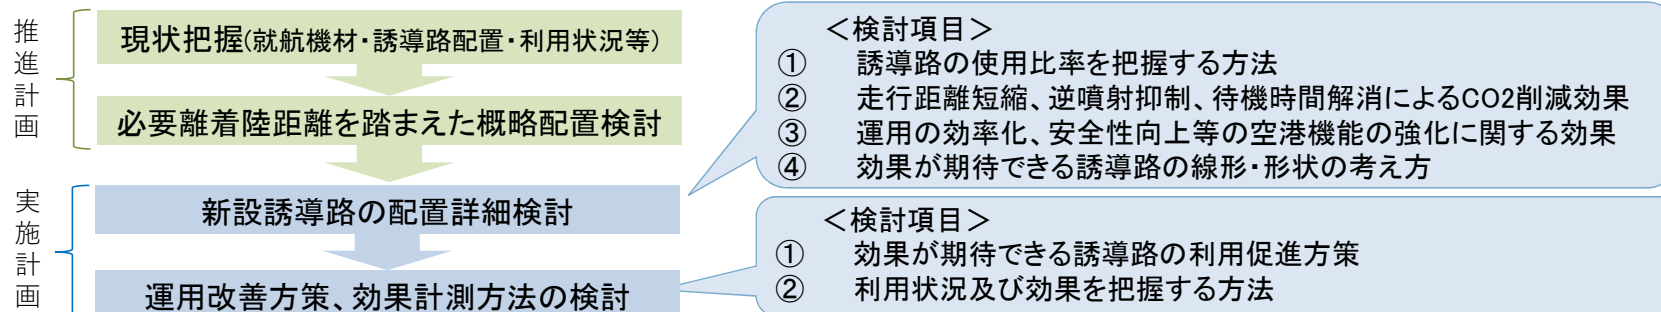 推進計画
現状把握(就航機材・誘導路配置・利用状況等)
必要離着陸距離を踏まえた概略配置検討
実施計画
新設誘導路の配置詳細検討
運用改善方策、効果計測方法の検討
＜検討項目＞
① 誘導路の使用比率を把握する方法
② 走行距離短縮、逆噴射抑制、待機時間解消によるCO2削減効果
③ 運用の効率化、安全性向上等の空港機能の強化に関する効果
④ 効果が期待できる誘導路の線形・形状の考え方
＜検討項目＞
① 効果が期待できる誘導路の利用促進方策
② 利用状況及び効果を把握する方法